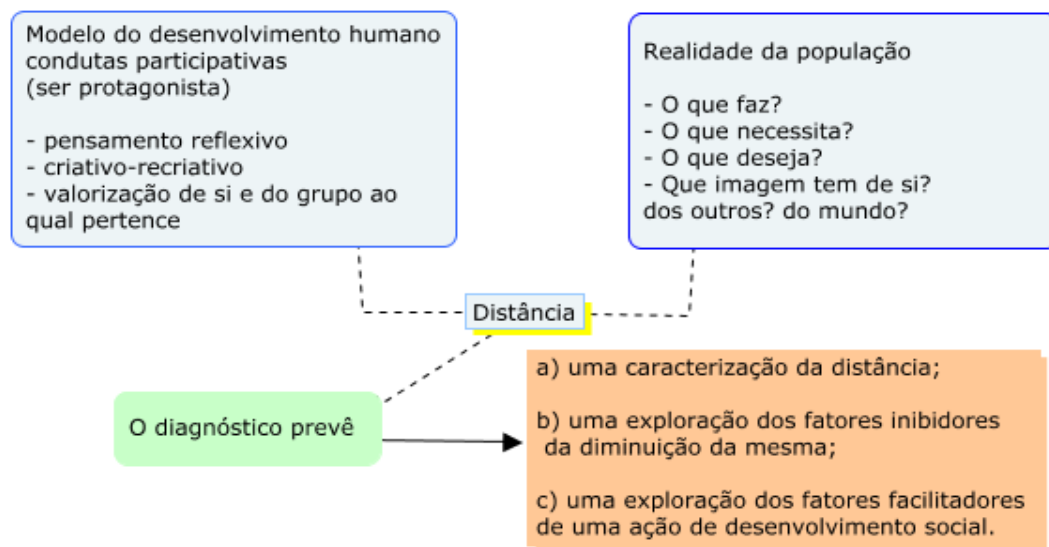 Modelo do desenvolvimento humano
condutas participativas
(ser protagonista)
- pensamento reflexivo
- criativo-recriativo
- valorização de si e do grupo ao
qual pertence
Realidade da população
- O que faz?
- O que necessita?
- O que deseja?
- Que imagem tem de si?
dos outros? do mundo?
Distância
O diagnóstico prevê
a) uma caracterização da distância;
b) uma exploração dos fatores inibidores
da diminuição da mesma;
c) uma exploração dos fatores facilitadores
de uma ação de desenvolvimento social.